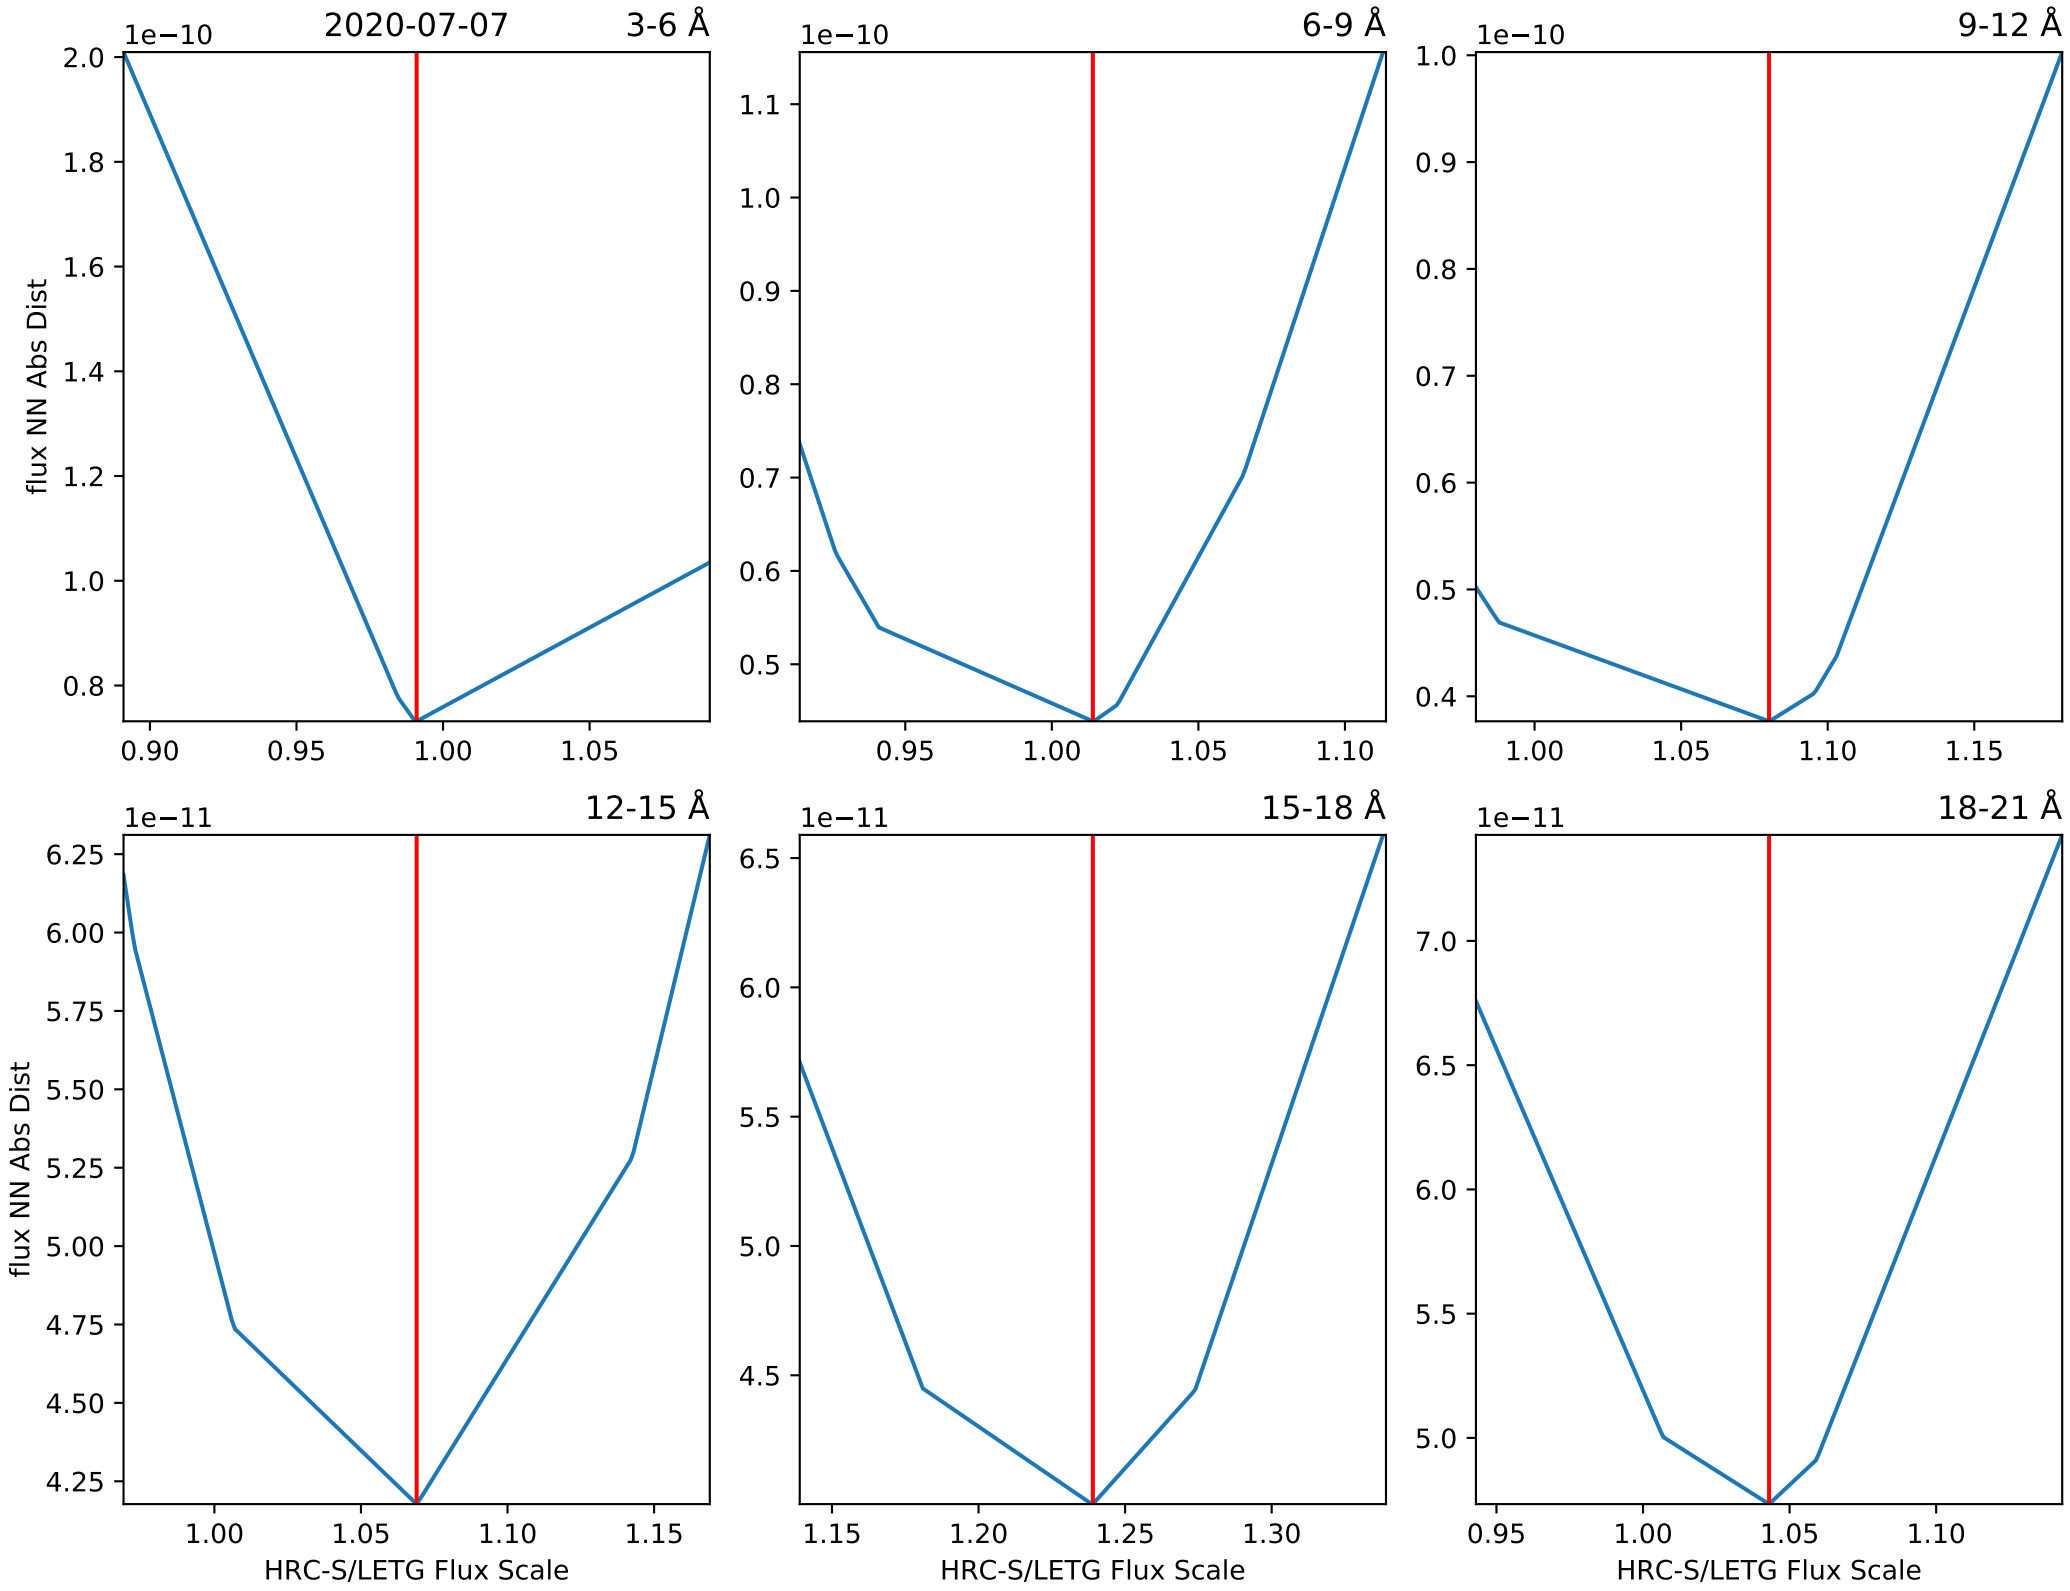 1e−10 2020-07-07 3-6 Å
2.0
1.8
1.6
1.4
1.2
1.0
0.8
flux NN Abs Dist
0.90 0.95 1.00 1.05
1e−10 6-9 Å
1.1
1.0
0.9
0.8
0.7
0.6
0.5
0.95 1.00 1.05 1.10
1e−10 9-12 Å
1.0
0.9
0.8
0.7
0.6
0.5
0.4
1.00 1.05 1.10 1.15
1e−11 12-15 Å
6.25
6.00
5.75
5.50
5.25
5.00
4.75
4.50
4.25
flux NN Abs Dist
1.00 1.05 1.10 1.15
HRC-S/LETG Flux Scale
1e−11 15-18 Å
6.5
6.0
5.5
5.0
4.5
1.15 1.20 1.25 1.30
HRC-S/LETG Flux Scale
1e−11 18-21 Å
7.0
6.5
6.0
5.5
5.0
0.95 1.00 1.05 1.10
HRC-S/LETG Flux Scale